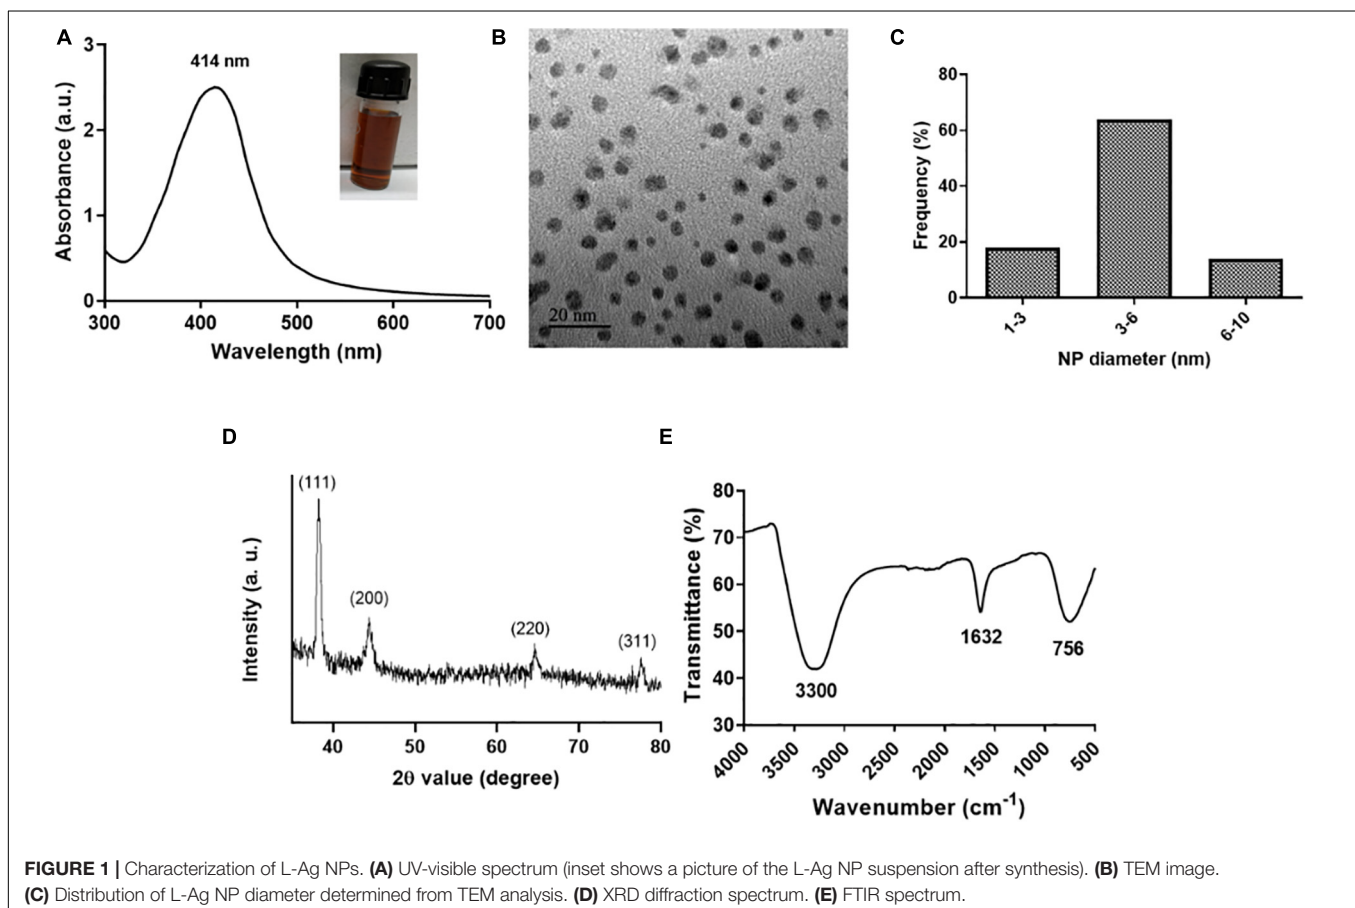 A
3
2
1
0
Absorbance (a.u.)
414 nm
300
400
500
600
700
Wavelength (nm)
B
20 nm
C
80
60
40
20
0
Frequency (%)
1-3
3-6
6-10
NP diameter (nm)
D
Intensity (a. u.)
(111)
(200)
(220)
(311)
40
50
60
70
80
2θ value (degree)
E
80
70
60
50
40
30
Transmittance (%)
3300
1632
756
4000
3500
3000
2500
2000
1500
1000
500
Wavenumber (cm⁻¹)
FIGURE 1 | Characterization of L-Ag NPs. (A) UV-visible spectrum (inset shows a picture of the L-Ag NP suspension after synthesis). (B) TEM image.
(C) Distribution of L-Ag NP diameter determined from TEM analysis. (D) XRD diffraction spectrum. (E) FTIR spectrum.